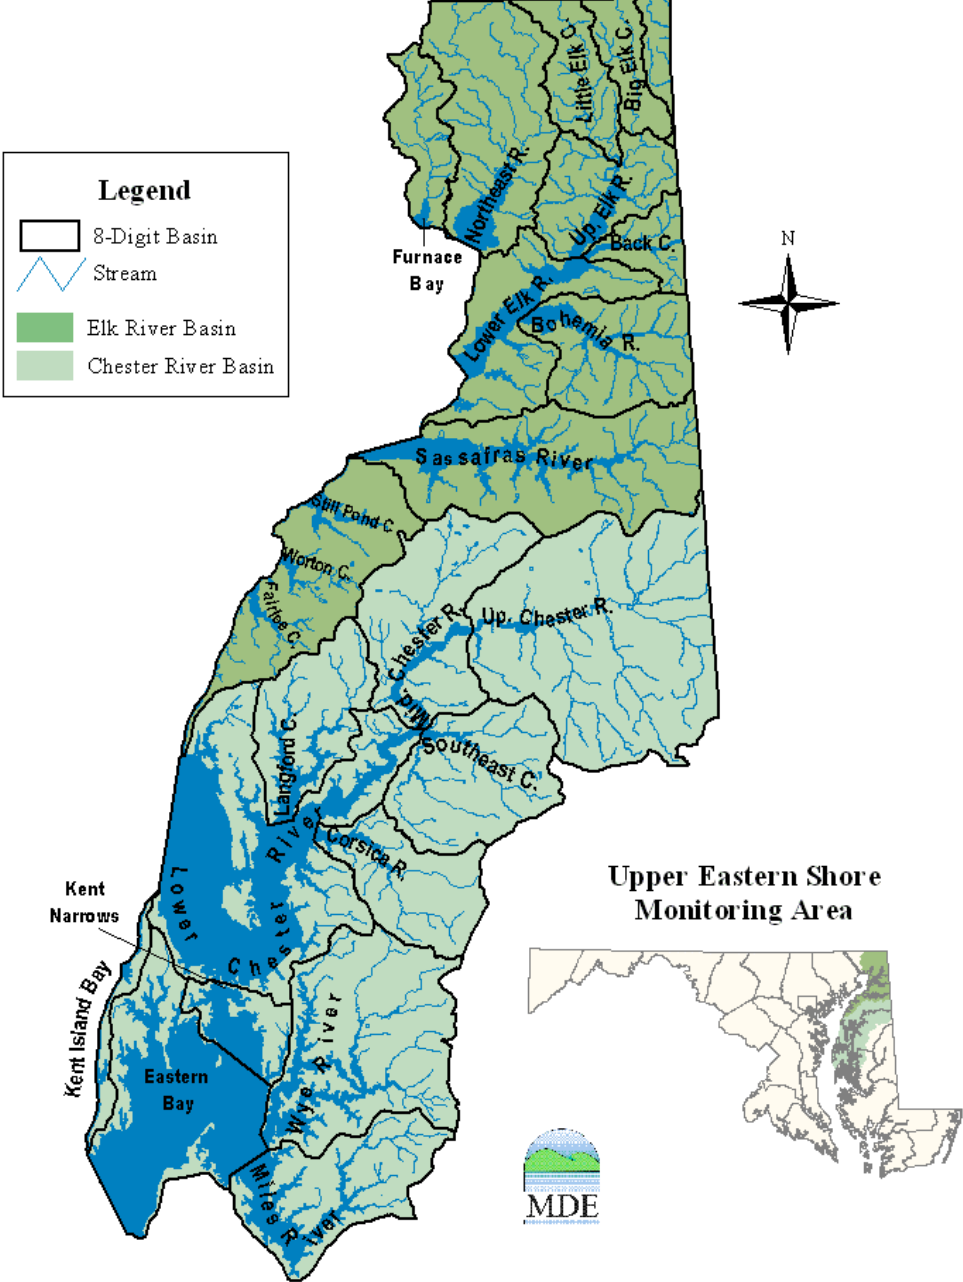 Little Elk C.
Big Elk C.
Northeast R.
Up. Elk R.
Back C.
Furnace
Bay
Legend
8-Digit Basin
Stream
Elk River Basin
Chester River Basin
N
Lower Elk R.
Bohemia R.
Sassafras River
Still Pond C.
Worton C.
Fairlee C.
Up. Chester R.
Mid. Chester R.
Langford C.
Southeast C.
Corsica R.
Lower Chester River
Kent
Narrows
Kent Island Bay
Eastern
Bay
Wye River
Miles River
Upper Eastern Shore
Monitoring Area
MDE